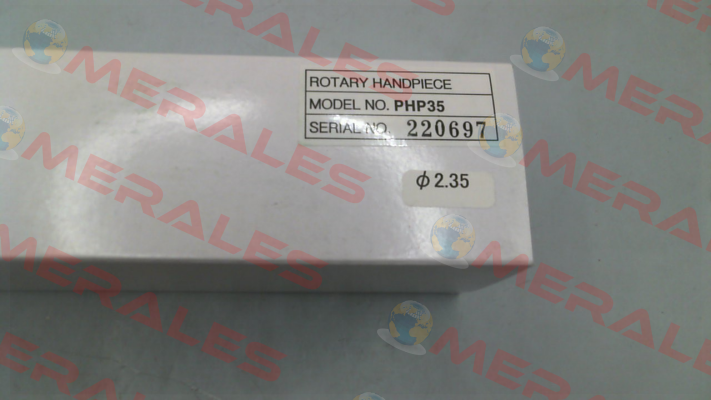 ROTARY HANDPIECE
MODEL NO. PHP35
SERIAL NO. 220697
φ2.35
MERALES
MERALES
MERALES
MERALES
MERALES
MERALES